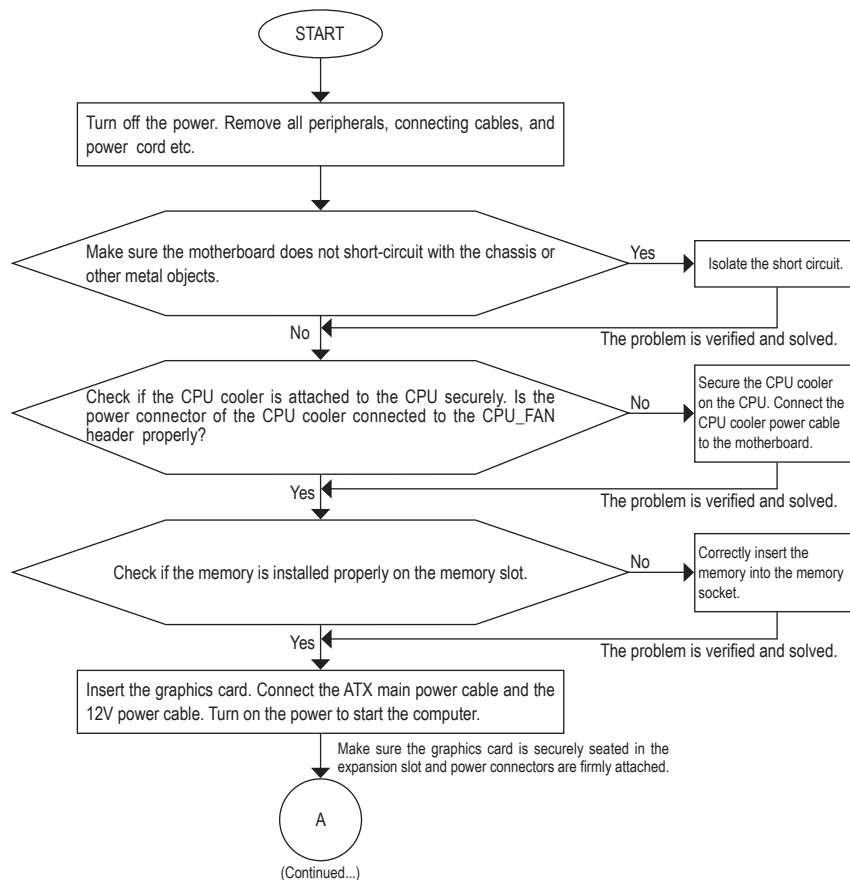 START
Turn off the power. Remove all peripherals, connecting cables, and
power cord etc.
Make sure the motherboard does not short-circuit with the chassis or
other metal objects.
Yes
Isolate the short circuit.
No
The problem is verified and solved.
Check if the CPU cooler is attached to the CPU securely. Is the
power connector of the CPU cooler connected to the CPU_FAN
header properly?
No
Secure the CPU cooler
on the CPU. Connect the
CPU cooler power cable
to the motherboard.
Yes
The problem is verified and solved.
Check if the memory is installed properly on the memory slot.
No
Correctly insert the
memory into the memory
socket.
Yes
The problem is verified and solved.
Insert the graphics card. Connect the ATX main power cable and the
12V power cable. Turn on the power to start the computer.
Make sure the graphics card is securely seated in the
expansion slot and power connectors are firmly attached.
A
(Continued...)